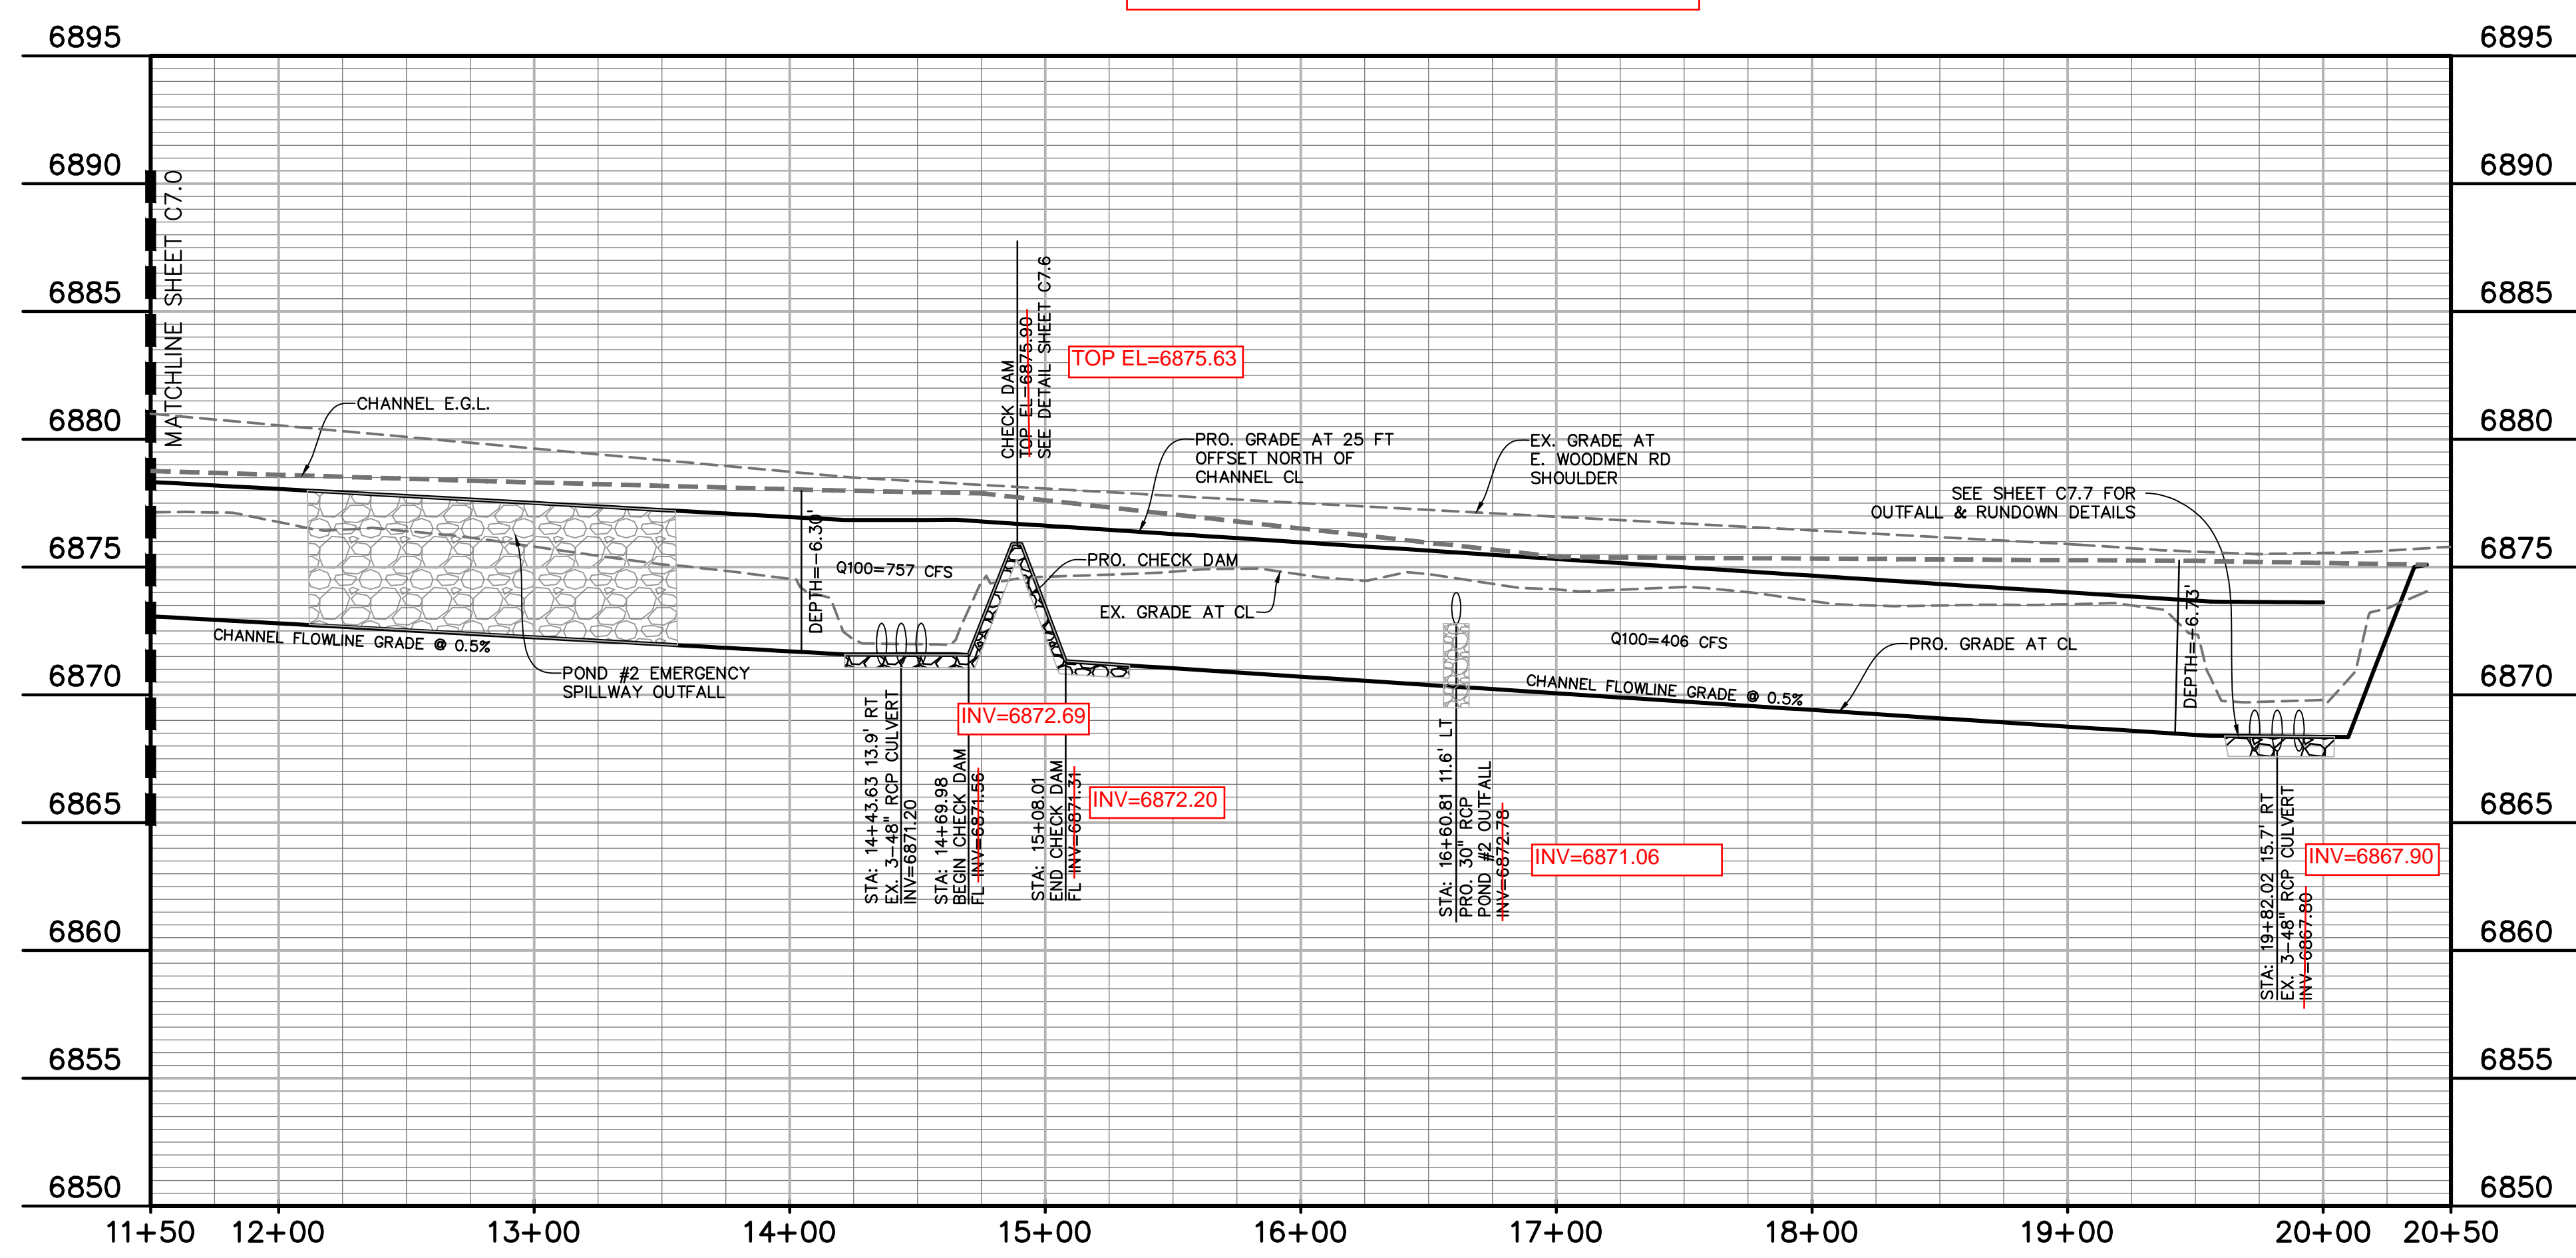 6895
6895
6890
6890
6885
6885
6880
6880
6875
6875
6870
6870
6865
6865
6860
6860
6855
6855
6850
6850
MATCHLINE SHEET C7.0
CHANNEL E.G.L.
CHECK DAM
TOP EL=6875.90
SEE DETAIL SHEET C7.6
TOP EL=6875.63
PRO. GRADE AT 25 FT
OFFSET NORTH OF
CHANNEL CL
EX. GRADE AT
E. WOODMEN RD
SHOULDER
SEE SHEET C7.7 FOR
OUTFALL & RUNDOWN DETAILS
DEPTH=-6.30'
Q100=757 CFS
PRO. CHECK DAM
EX. GRADE AT CL
CHANNEL FLOWLINE GRADE @ 0.5%
POND #2 EMERGENCY
SPILLWAY OUTFALL
Q100=406 CFS
PRO. GRADE AT CL
CHANNEL FLOWLINE GRADE @ 0.5%
DEPTH=-6.73'
STA: 14+43.63 13.9' RT
EX. 3-48" RCP CULVERT
INV=6871.20
STA: 14+69.98
BEGIN CHECK DAM
FL INV=6871.56
INV=6872.69
STA: 15+08.01
END CHECK DAM
FL INV=6871.31
INV=6872.20
STA: 16+60.81 11.6' LT
PRO. 30" RCP
POND #2 OUTFALL
INV=6872.78
INV=6871.06
STA: 19+82.02 15.7' RT
EX. 3-48" RCP CULVERT
INV=6867.80
INV=6867.90
11+50
12+00
13+00
14+00
15+00
16+00
17+00
18+00
19+00
20+00
20+50